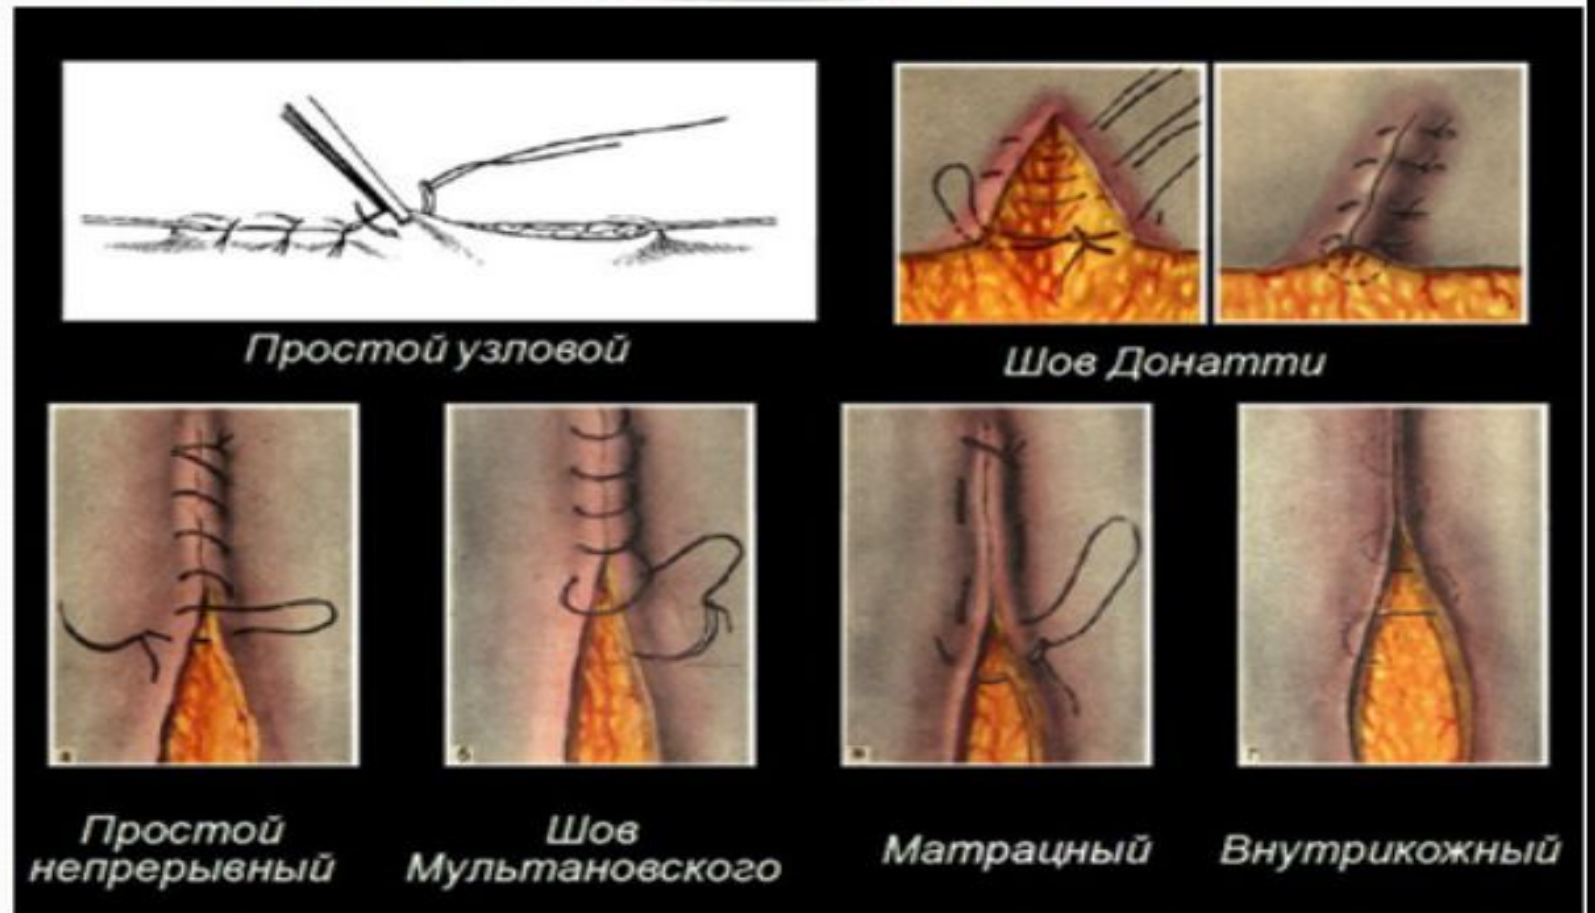 Простой узловой
Шов Донатти
а
б
в
г
Простой
непрерывный
Шов
Мультановского
Матрацный
Внутрикожный